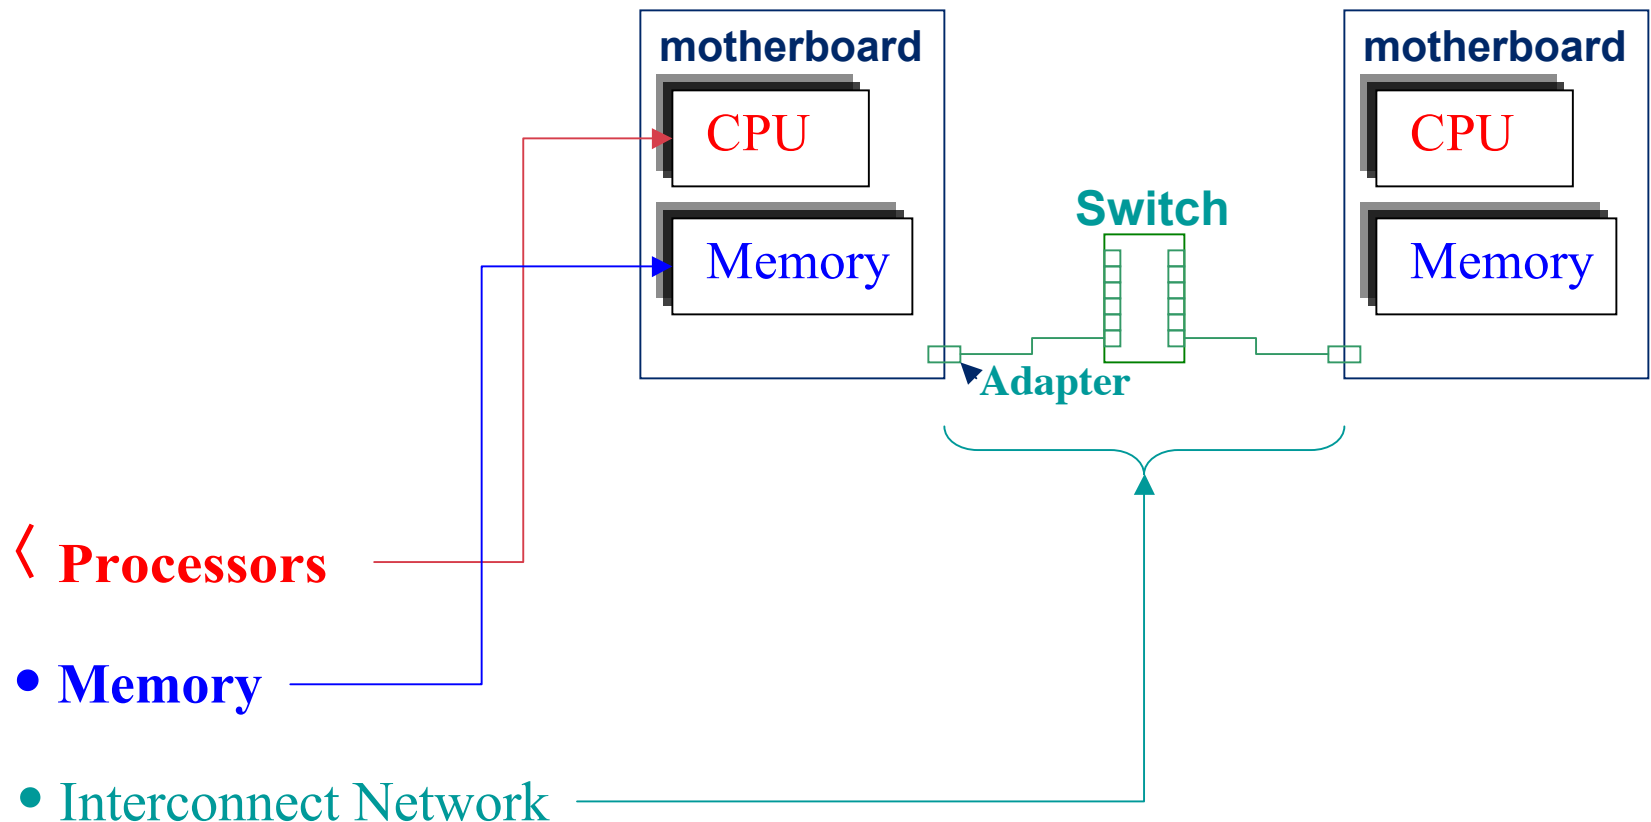 motherboard
CPU
Memory
Switch
Adapter
motherboard
CPU
Memory
〈 Processors
• Memory
• Interconnect Network